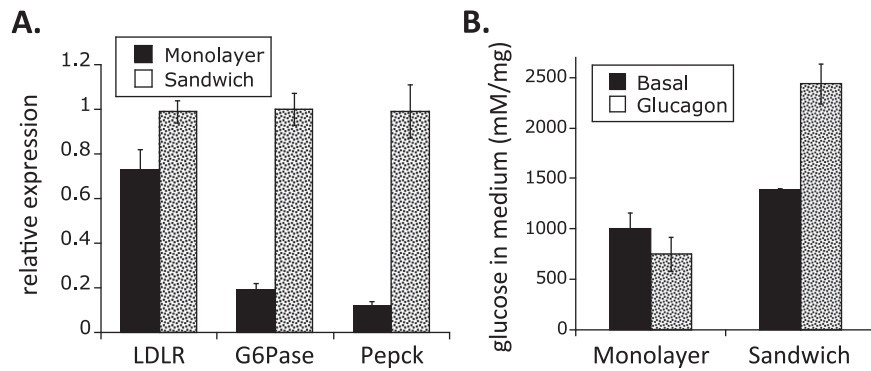 A.
Monolayer
Sandwich
relative expression
1.2
1
0.8
0.6
0.4
0.2
0
LDLR G6Pase Pepck
B.
Basal
Glucagon
glucose in medium (mM/mg)
2500
2000
1500
1000
500
0
Monolayer Sandwich